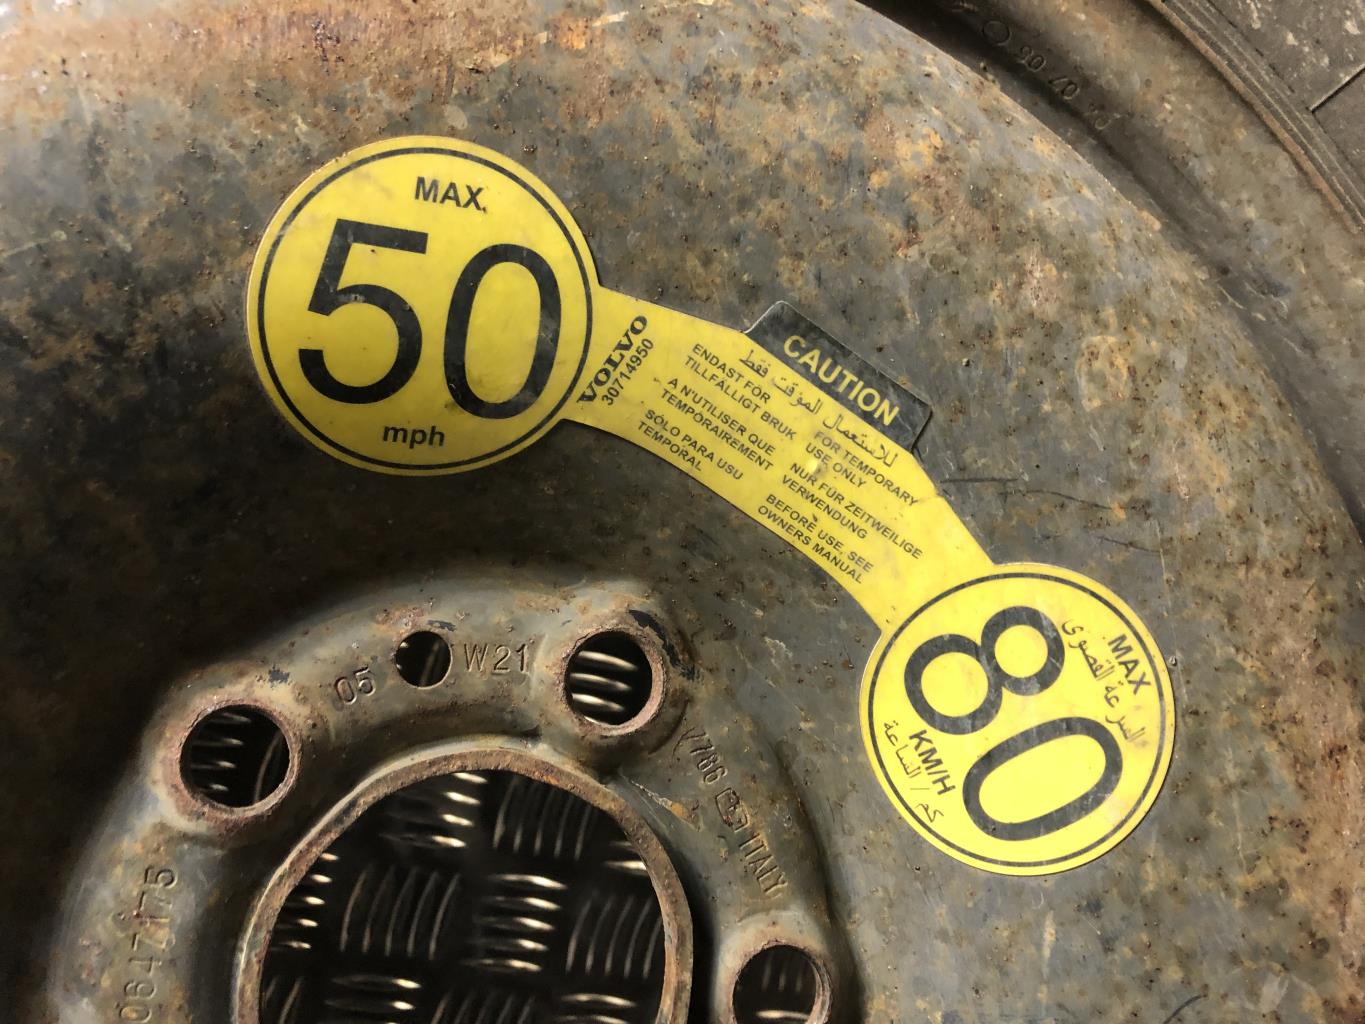 MAX.
50
mph
VOLVO
30714950
CAUTION
للاستعمال المؤقت فقط
ENDAST FÖR
TILLFÄLLIGT BRUK
FOR TEMPORARY
USE ONLY
A N'UTILISER QUE
TEMPORAIREMENT
NUR FÜR ZEITWEILIGE
VERWENDUNG
SÓLO PARA USU
TEMPORAL
BEFORE USE, SEE
OWNERS MANUAL
MAX
السرعة القصوى
80
KM/H
كم/الساعة
05 W21
ITALY